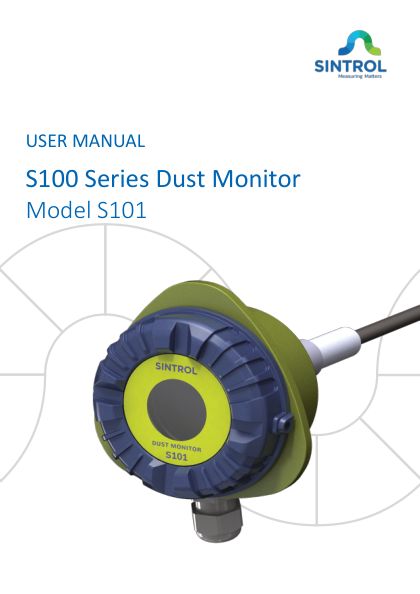 SINTROL
Measuring Matters
USER MANUAL
S100 Series Dust Monitor
Model S101
SINTROL
DUST MONITOR
S101